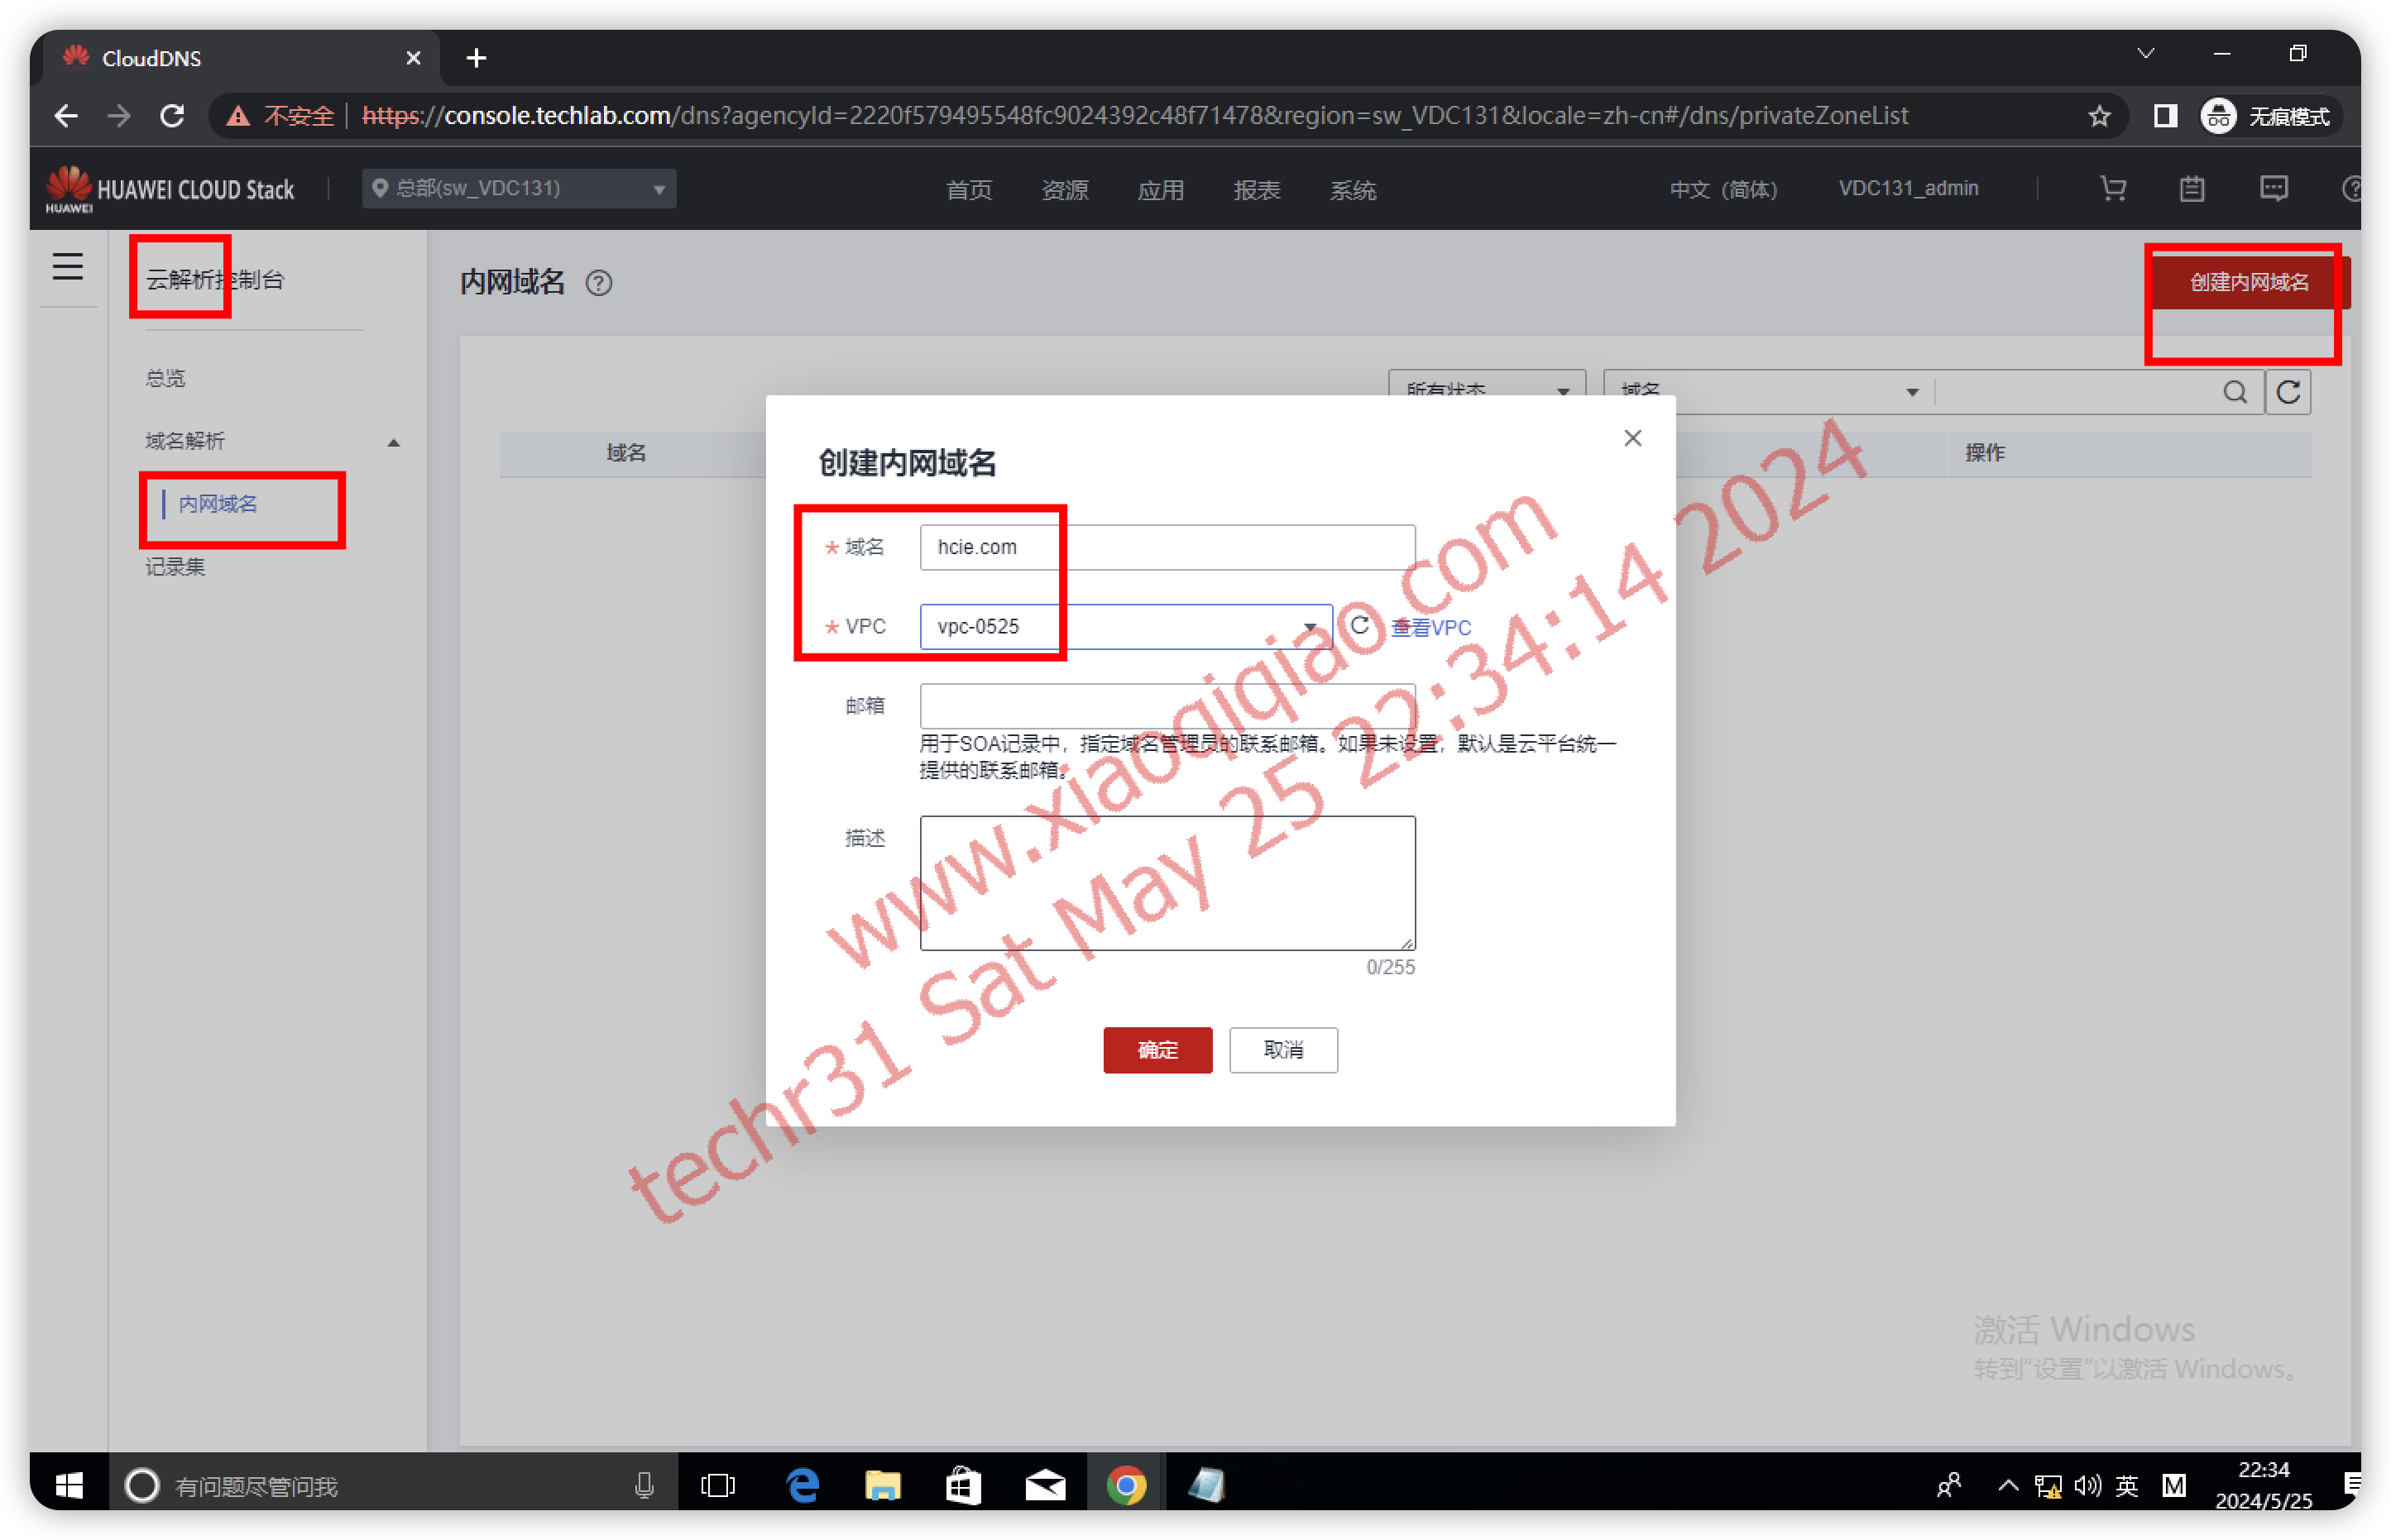 CloudDNS
不安全 https://console.techlab.com/dns?agencyId=2220f579495548fc9024392c48f71478&region=sw_VDC131&locale=zh-cn#/dns/privateZoneList 无痕模式
HUAWEI
HUAWEI CLOUD Stack
总部(sw_VDC131)
首页 资源 应用 报表 系统
中文（简体） VDC131_admin
云解析控制台
总览
域名解析
内网域名
记录集
内网域名
创建内网域名
所有状态
域名
域名
操作
创建内网域名
* 域名 hcie.com
* VPC vpc-0525 查看VPC
邮箱
用于SOA记录中，指定域名管理员的联系邮箱。如果未设置，默认是云平台统一
提供的联系邮箱。
描述
0/255
确定 取消
www.xiaoqiqiao.com
techr31 Sat May 25 22:34:14 2024
激活 Windows
转到“设置”以激活 Windows。
有问题尽管问我
英 M
22:34
2024/5/25